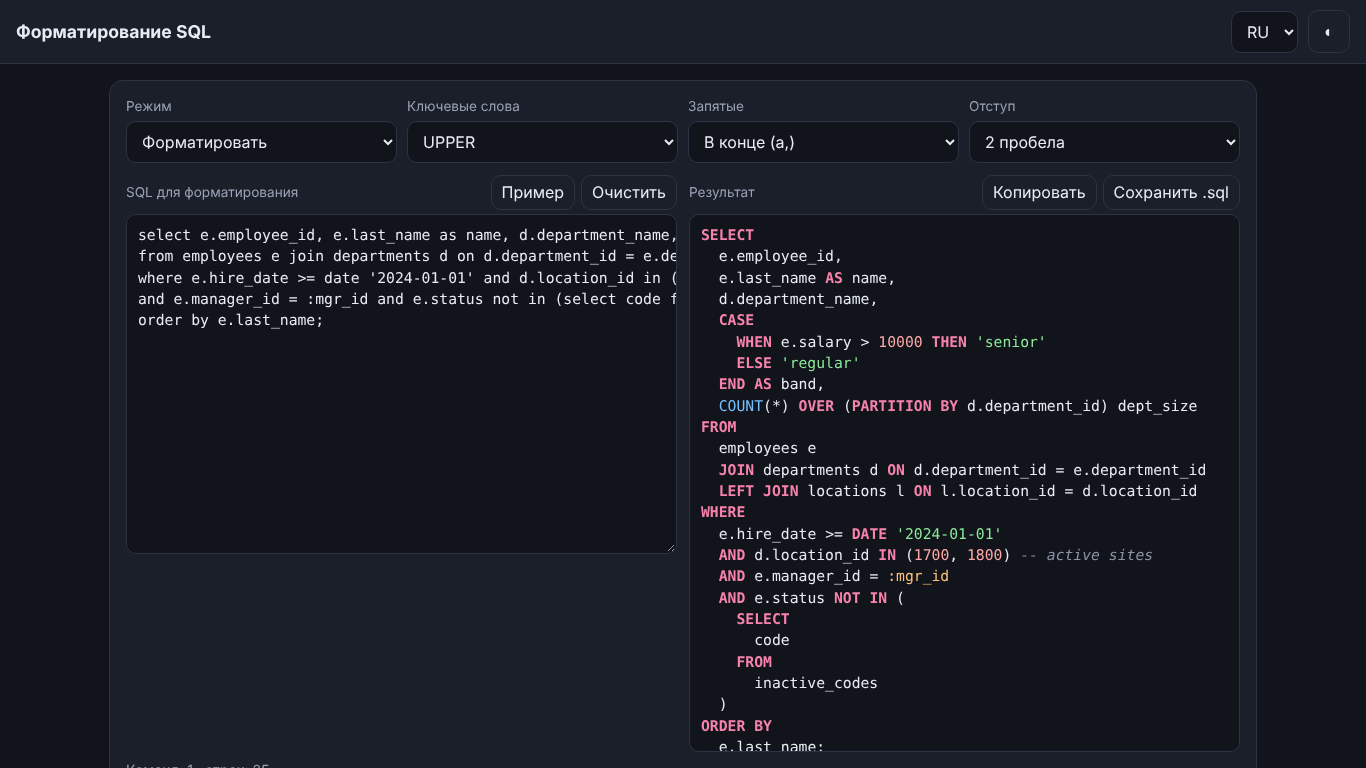 Форматирование SQL
RU
Режим
Ключевые слова
Запятые
Отступ
Форматировать
UPPER
В конце (a,)
2 пробела
SQL для форматирования
Пример
Очистить
Результат
Копировать
Сохранить .sql
select e.employee_id, e.last_name as name, d.department_name,
from employees e join departments d on d.department_id = e.de
where e.hire_date >= date '2024-01-01' and d.location_id in (
and e.manager_id = :mgr_id and e.status not in (select code f
order by e.last_name;
SELECT
  e.employee_id,
  e.last_name AS name,
  d.department_name,
  CASE
    WHEN e.salary > 10000 THEN 'senior'
    ELSE 'regular'
  END AS band,
  COUNT(*) OVER (PARTITION BY d.department_id) dept_size
FROM
  employees e
  JOIN departments d ON d.department_id = e.department_id
  LEFT JOIN locations l ON l.location_id = d.location_id
WHERE
  e.hire_date >= DATE '2024-01-01'
  AND d.location_id IN (1700, 1800) -- active sites
  AND e.manager_id = :mgr_id
  AND e.status NOT IN (
    SELECT
      code
    FROM
      inactive_codes
  )
ORDER BY
  e.last_name;